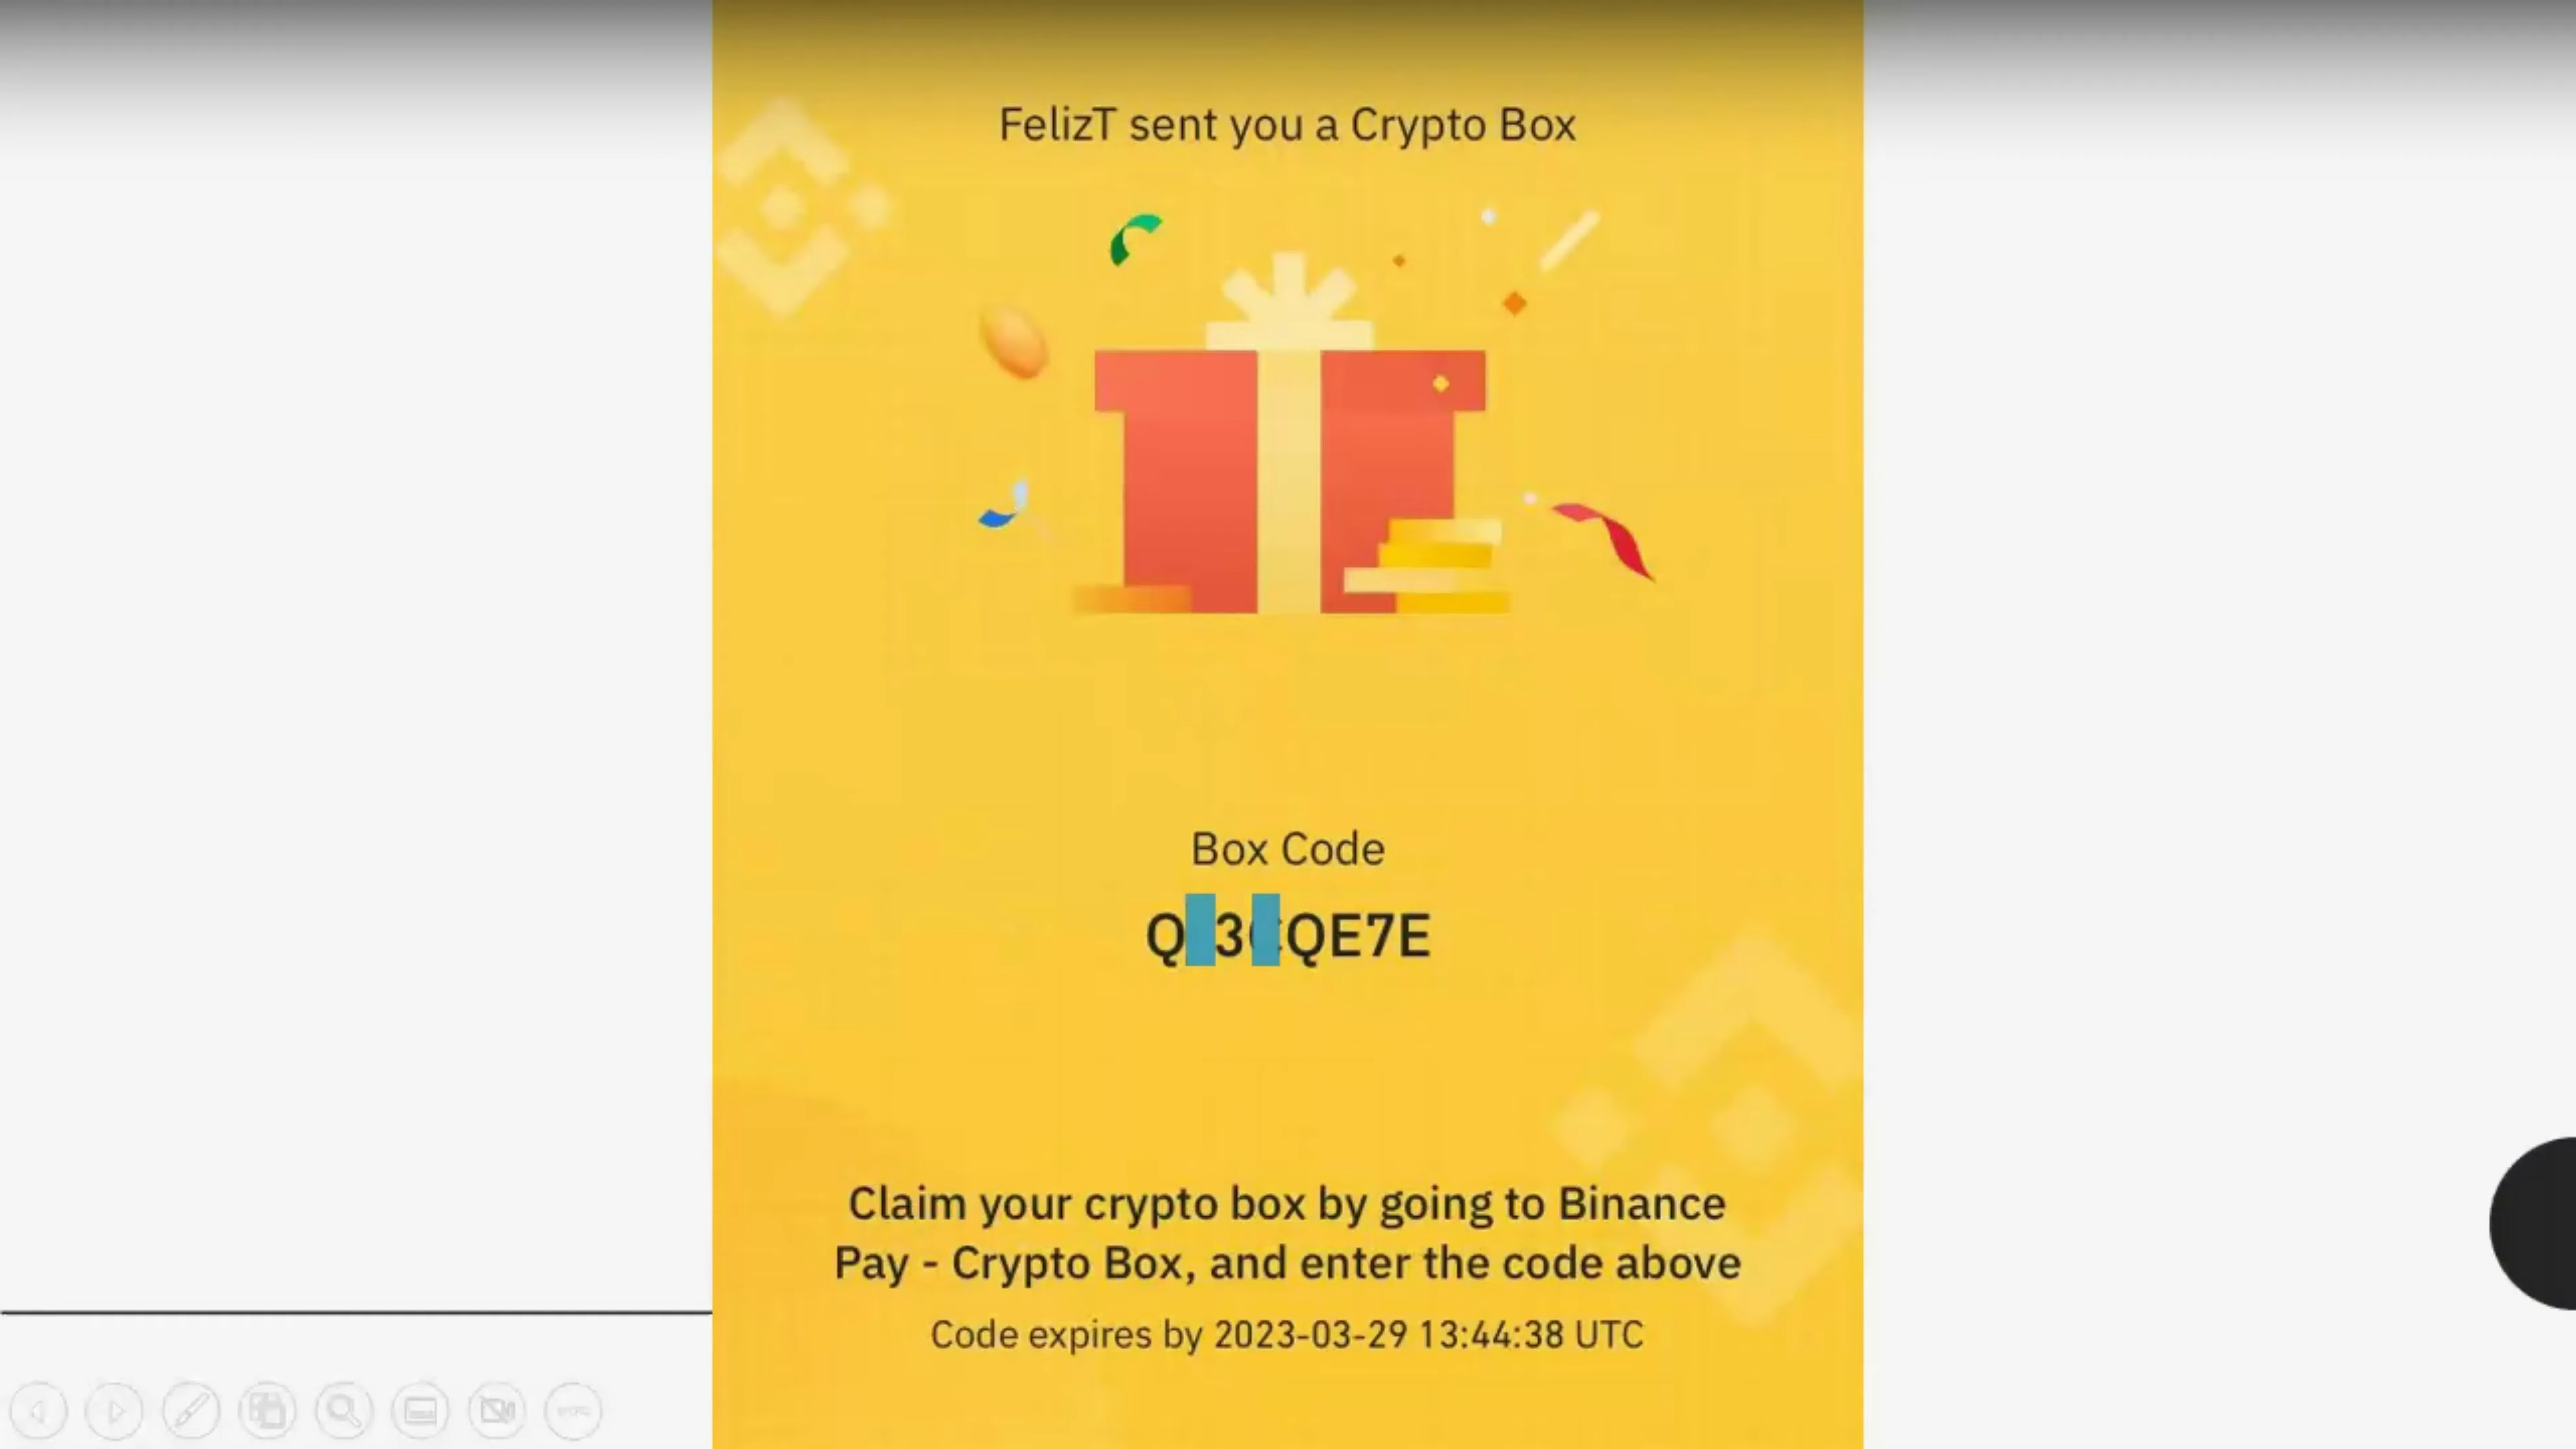 FelizT sent you a Crypto Box
Box Code
Claim your crypto box by going to Binance
Pay - Crypto Box, and enter the code above
Code expires by 2023-03-29 13:44:38 UTC